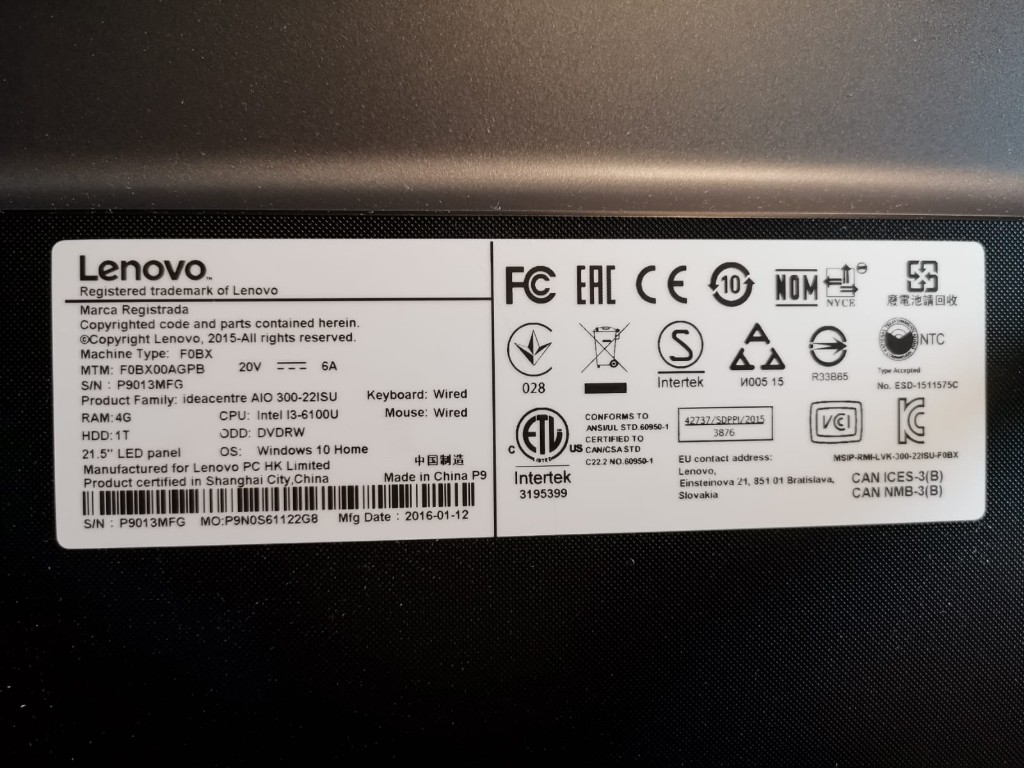 Lenovo™
Registered trademark of Lenovo
Marca Registrada
Copyrighted code and parts contained herein.
©Copyright Lenovo, 2015-All rights reserved.
Machine Type: F0BX
MTM: F0BX00AGPB 20V 6A
S/N : P9013MFG
Product Family: ideacentre AIO 300-22ISU Keyboard: Wired
RAM: 4G CPU: Intel I3-6100U Mouse: Wired
HDD: 1T ODD: DVDRW
21.5" LED panel OS: Windows 10 Home
Manufactured for Lenovo PC HK Limited 中国制造
Product certified in Shanghai City,China Made in China P9
S/N : P9013MFG MO:P9N0S61122G8 Mfg Date : 2016-01-12
FC EAC CE 10 NOM NYCE 廢電池請回收
028
S
Intertek
И005 15
R33B65
NTC
Type Accepted
No. ESD-1511575C
C ETL US
INTERTEK
Intertek
3195399
CONFORMS TO
ANSI/UL STD.60950-1
CERTIFIED TO
CAN/CSA STD
C22.2 NO.60950-1
42737/SDPPI/2015
3876
VCI
MSIP-RMI-LVK-300-22ISU-F0BX
EU contact address:
Lenovo,
Einsteinova 21, 851 01 Bratislava,
Slovakia
CAN ICES-3(B)
CAN NMB-3(B)